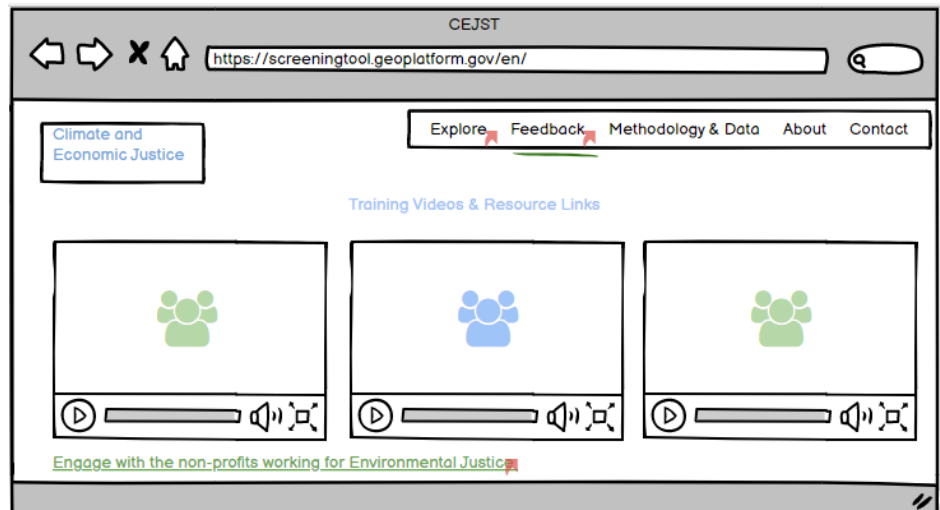 CEJST
https://screeningtool.geoplatform.gov/en/
Climate and
Economic Justice
Explore Feedback Methodology & Data About Contact
Training Videos & Resource Links
Engage with the non-profits working for Environmental Justice